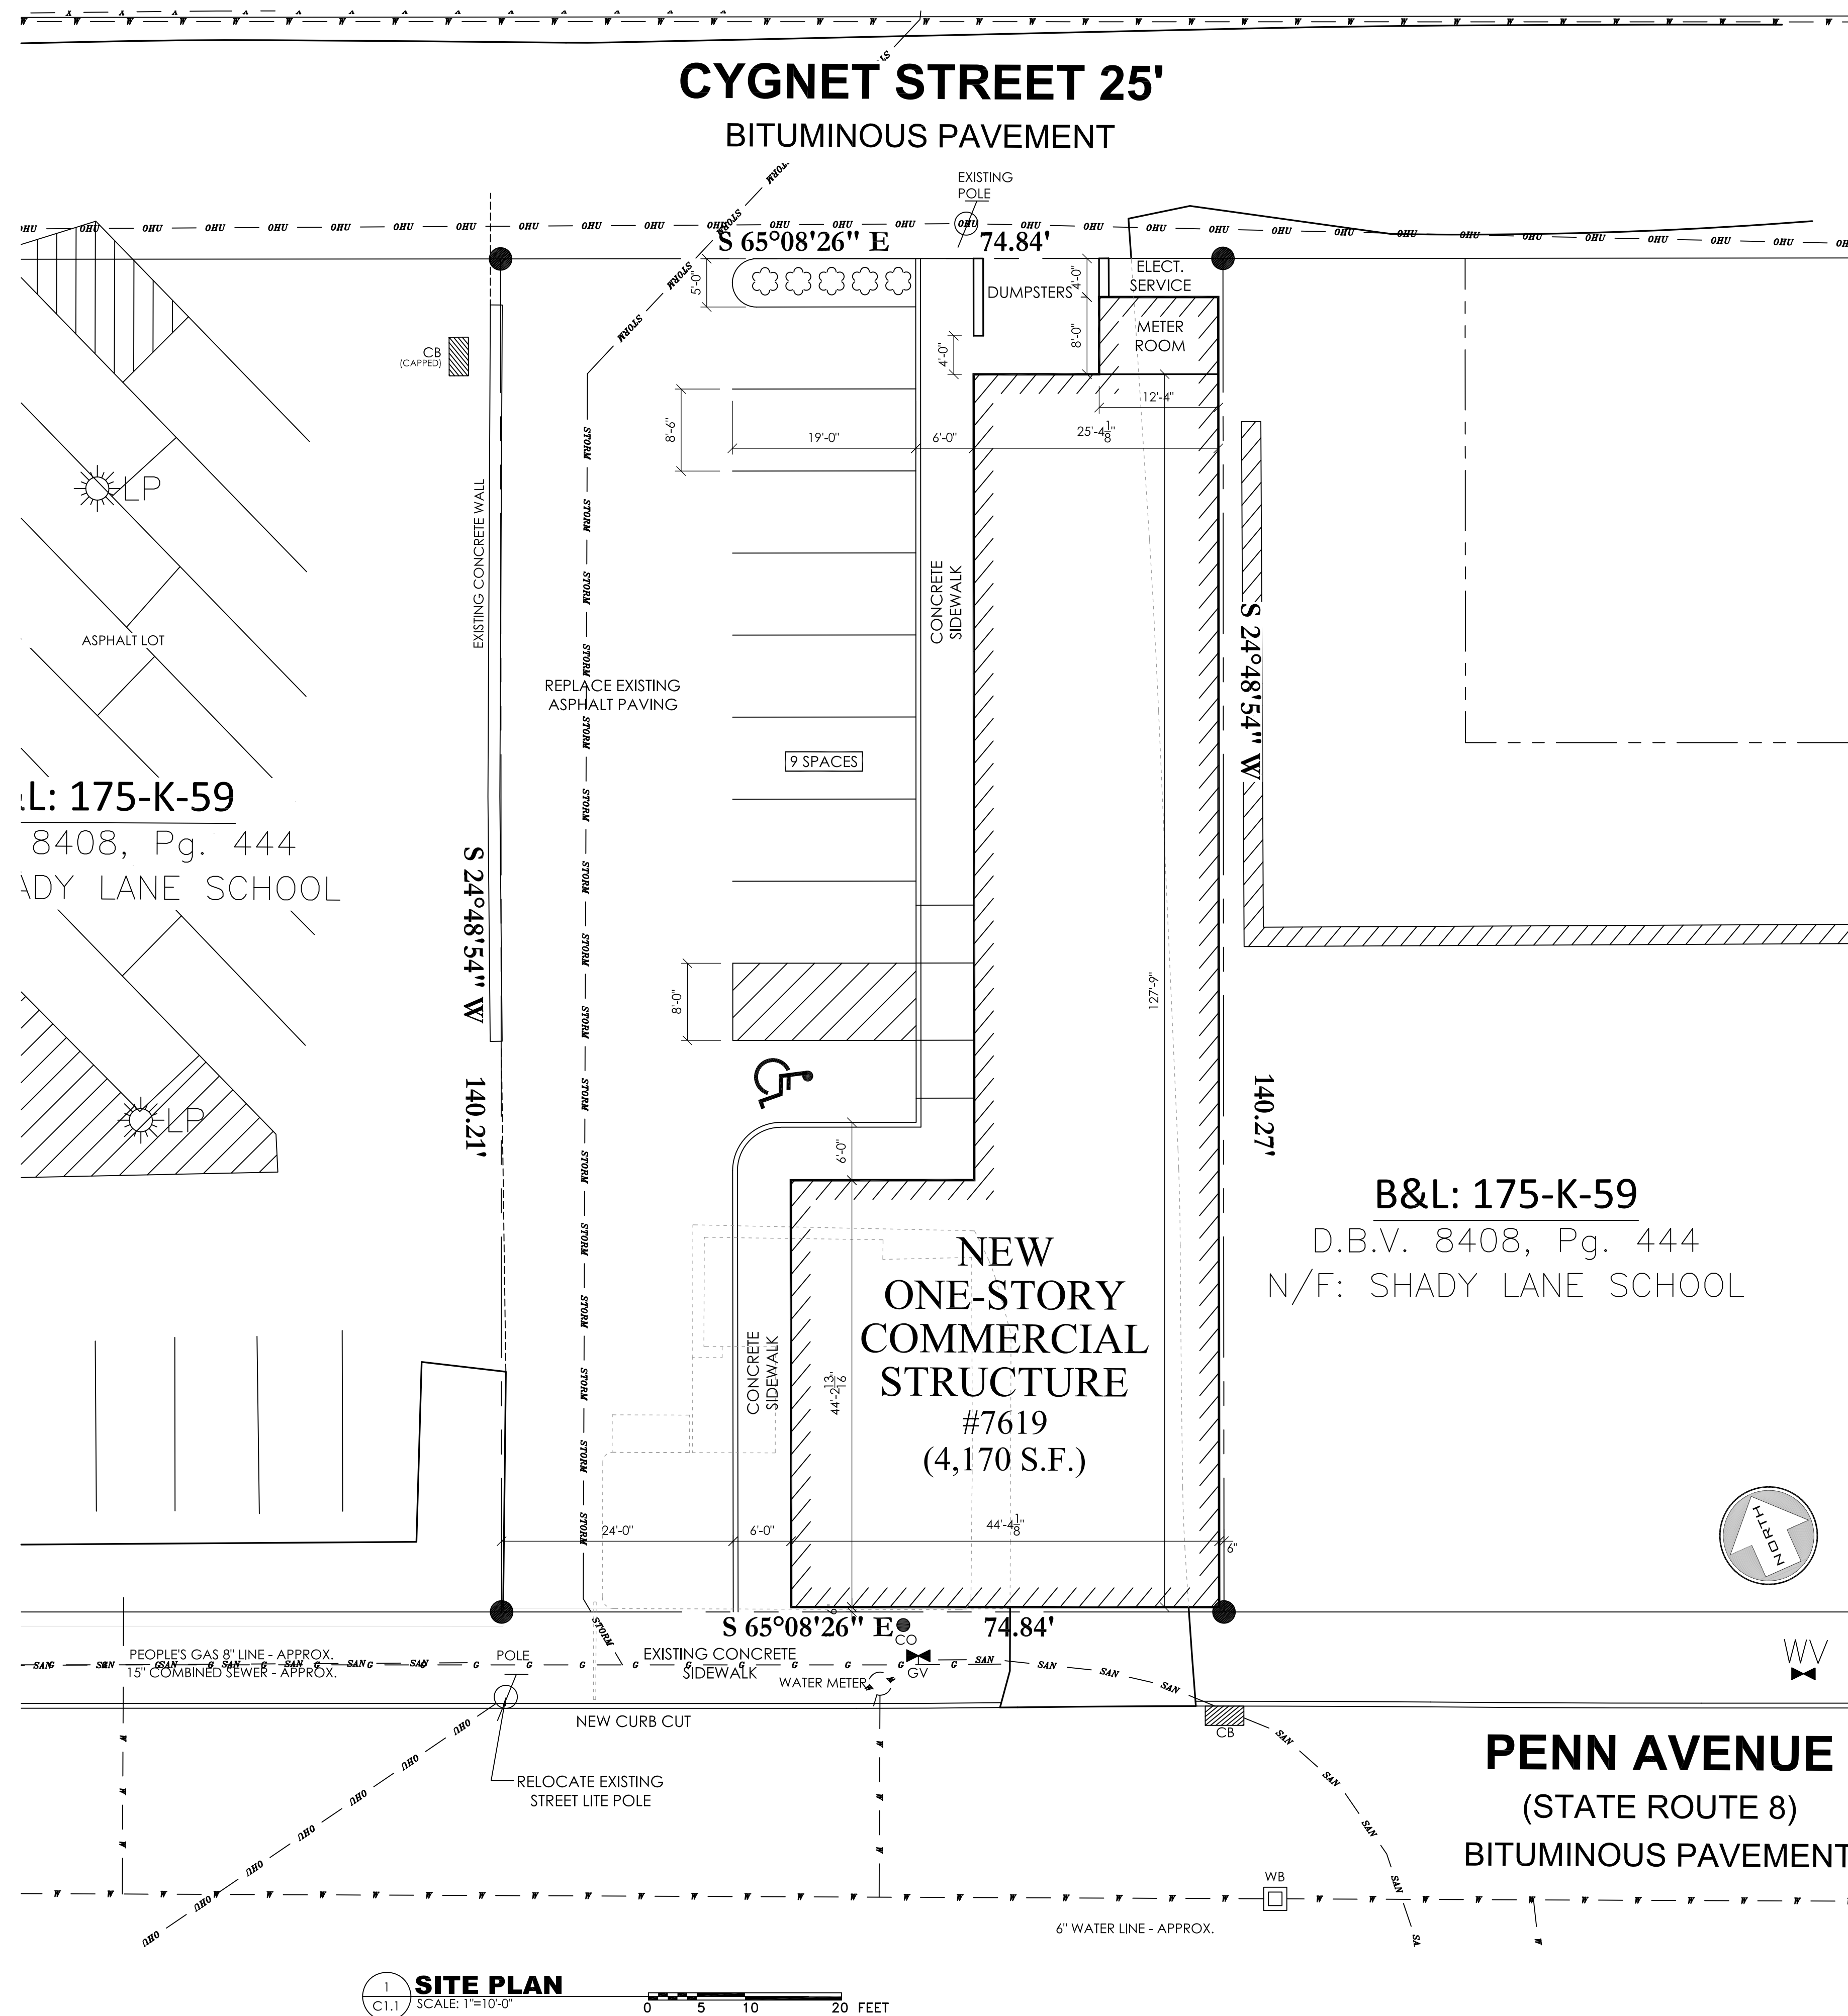 CYGNET STREET 25'
BITUMINOUS PAVEMENT
EXISTING
POLE
S 65°08'26" E 74.84'
ELECT.
SERVICE
DUMPSTERS
4'-0"
5'-0"
METER
ROOM
8'-0"
4'-0"
CB
(CAPPED)
12'-4"
8'-6"
19'-0"
6'-0"
25'-4 1/8"
LP
EXISTING CONCRETE WALL
CONCRETE
SIDEWALK
ASPHALT LOT
S 24°48'54" W
REPLACE EXISTING
ASPHALT PAVING
9 SPACES
L: 175-K-59
8408, Pg. 444
ADY LANE SCHOOL
S 24°48'54" W
8'-0"
127'-9"
140.21'
140.27'
LP
6'-0"
B&L: 175-K-59
D.B.V. 8408, Pg. 444
N/F: SHADY LANE SCHOOL
NEW
ONE-STORY
COMMERCIAL
STRUCTURE
#7619
(4,170 S.F.)
CONCRETE
SIDEWALK
44'-2 13/16"
24'-0"
6'-0"
44'-4 1/8"
6"
6"
NORTH
S 65°08'26" E 74.84'
CO
PEOPLE'S GAS 8" LINE - APPROX.
15" COMBINED SEWER - APPROX.
POLE
EXISTING CONCRETE
SIDEWALK
WATER METER
GV
WV
NEW CURB CUT
CB
RELOCATE EXISTING
STREET LITE POLE
PENN AVENUE
(STATE ROUTE 8)
BITUMINOUS PAVEMENT
WB
6" WATER LINE - APPROX.
OHU
STORM
SAN
G
W
1
C1.1
SITE PLAN
SCALE: 1"=10'-0"
0 5 10 20 FEET